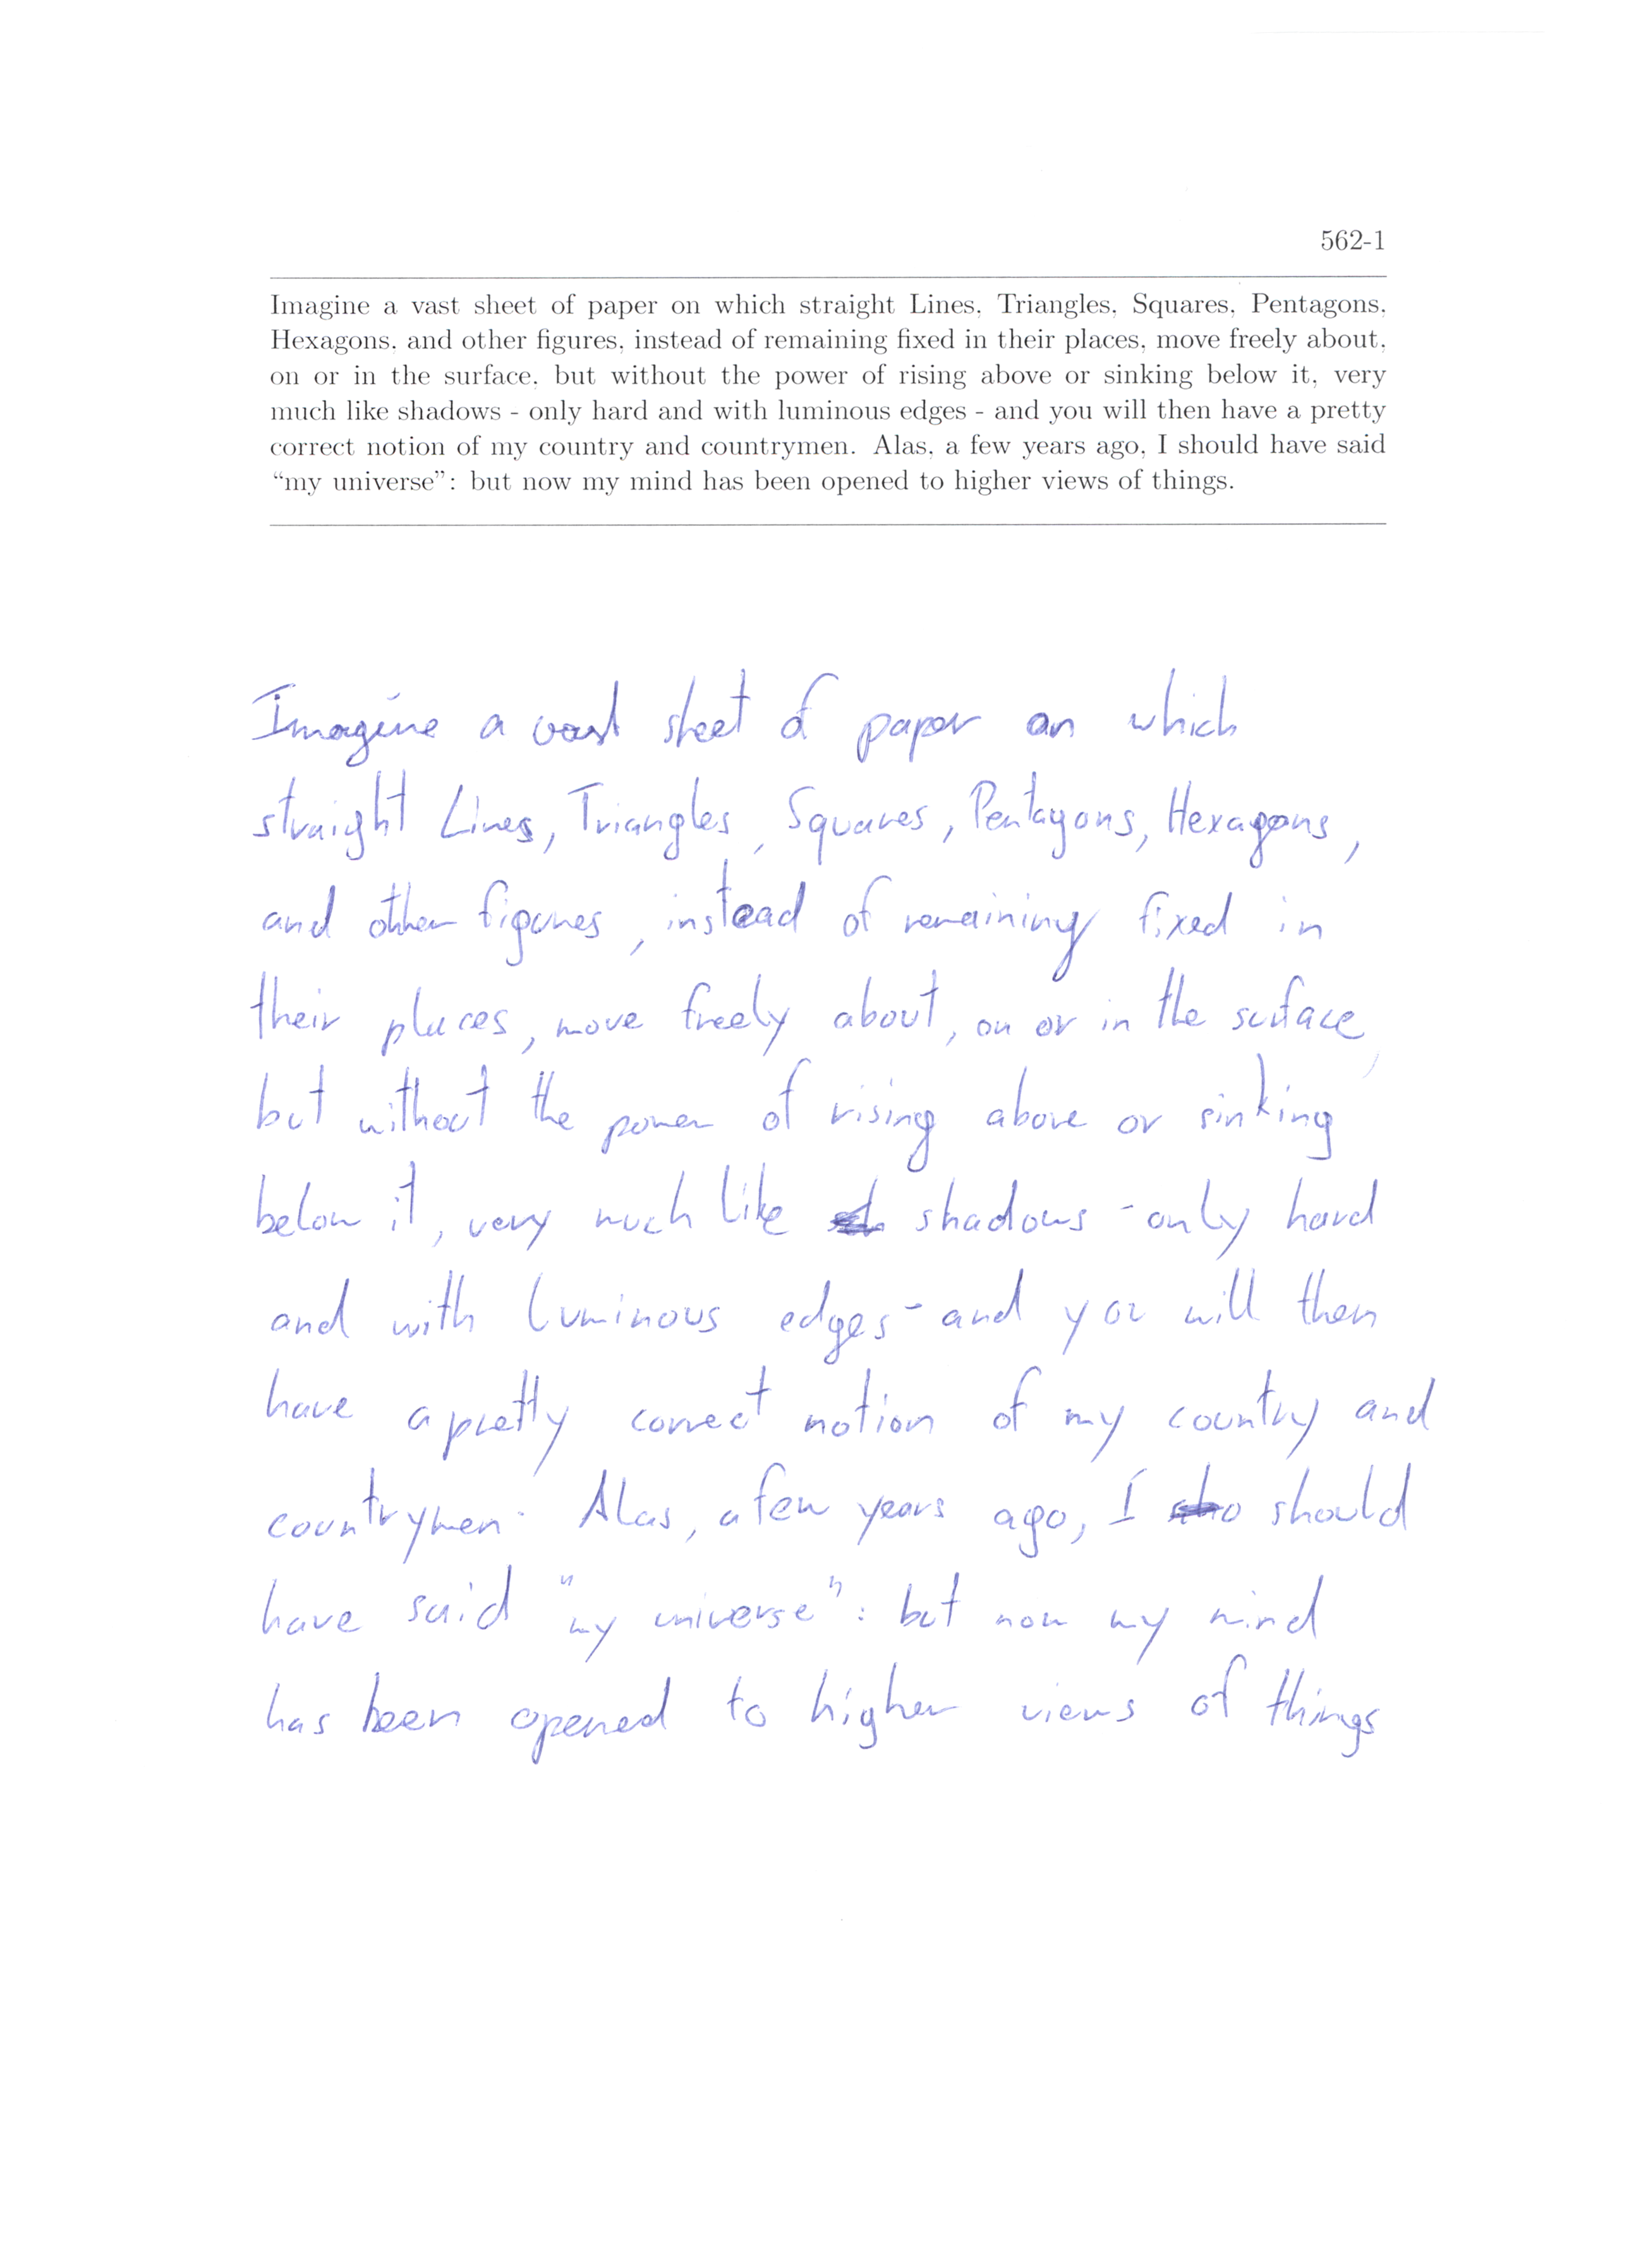 562-1
Imagine a vast sheet of paper on which straight Lines, Triangles, Squares, Pentagons,
Hexagons, and other figures, instead of remaining fixed in their places, move freely about,
on or in the surface, but without the power of rising above or sinking below it, very
much like shadows - only hard and with luminous edges - and you will then have a pretty
correct notion of my country and countrymen. Alas, a few years ago, I should have said
“my universe”: but now my mind has been opened to higher views of things.
Imagine a vast sheet of paper on which
straight Lines, Triangles, Squares, Pentagons, Hexagons,
and other figures, instead of remaining fixed in
their places, move freely about, on or in the surface,
but without the power of rising above or sinking
below it, very much like shadows - only hard
and with luminous edges - and you will then
have a pretty correct notion of my country and
countrymen. Alas, a few years ago, I should
have said "my universe": but now my mind
has been opened to higher views of things